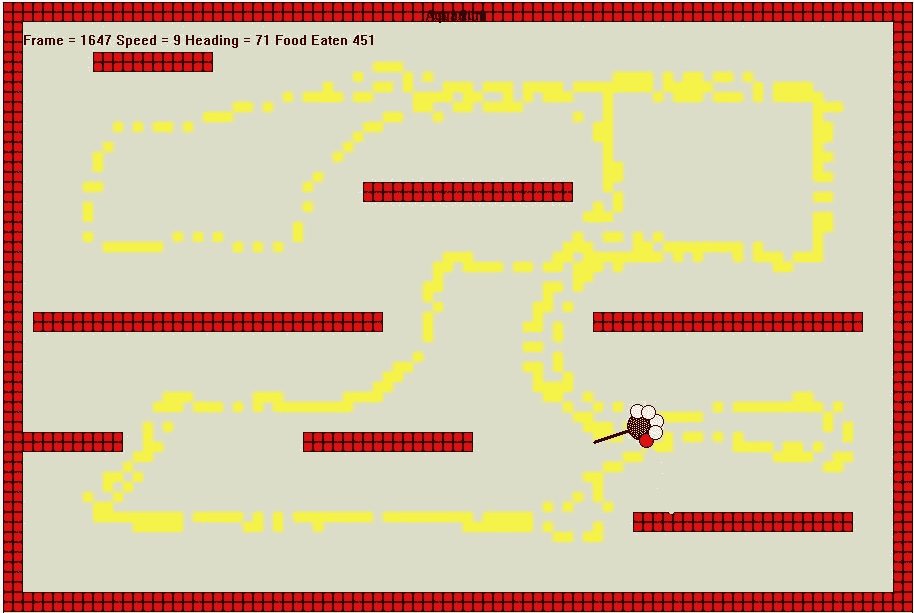 Frame = 1647 Speed = 9 Heading = 71 Food Eaten 451